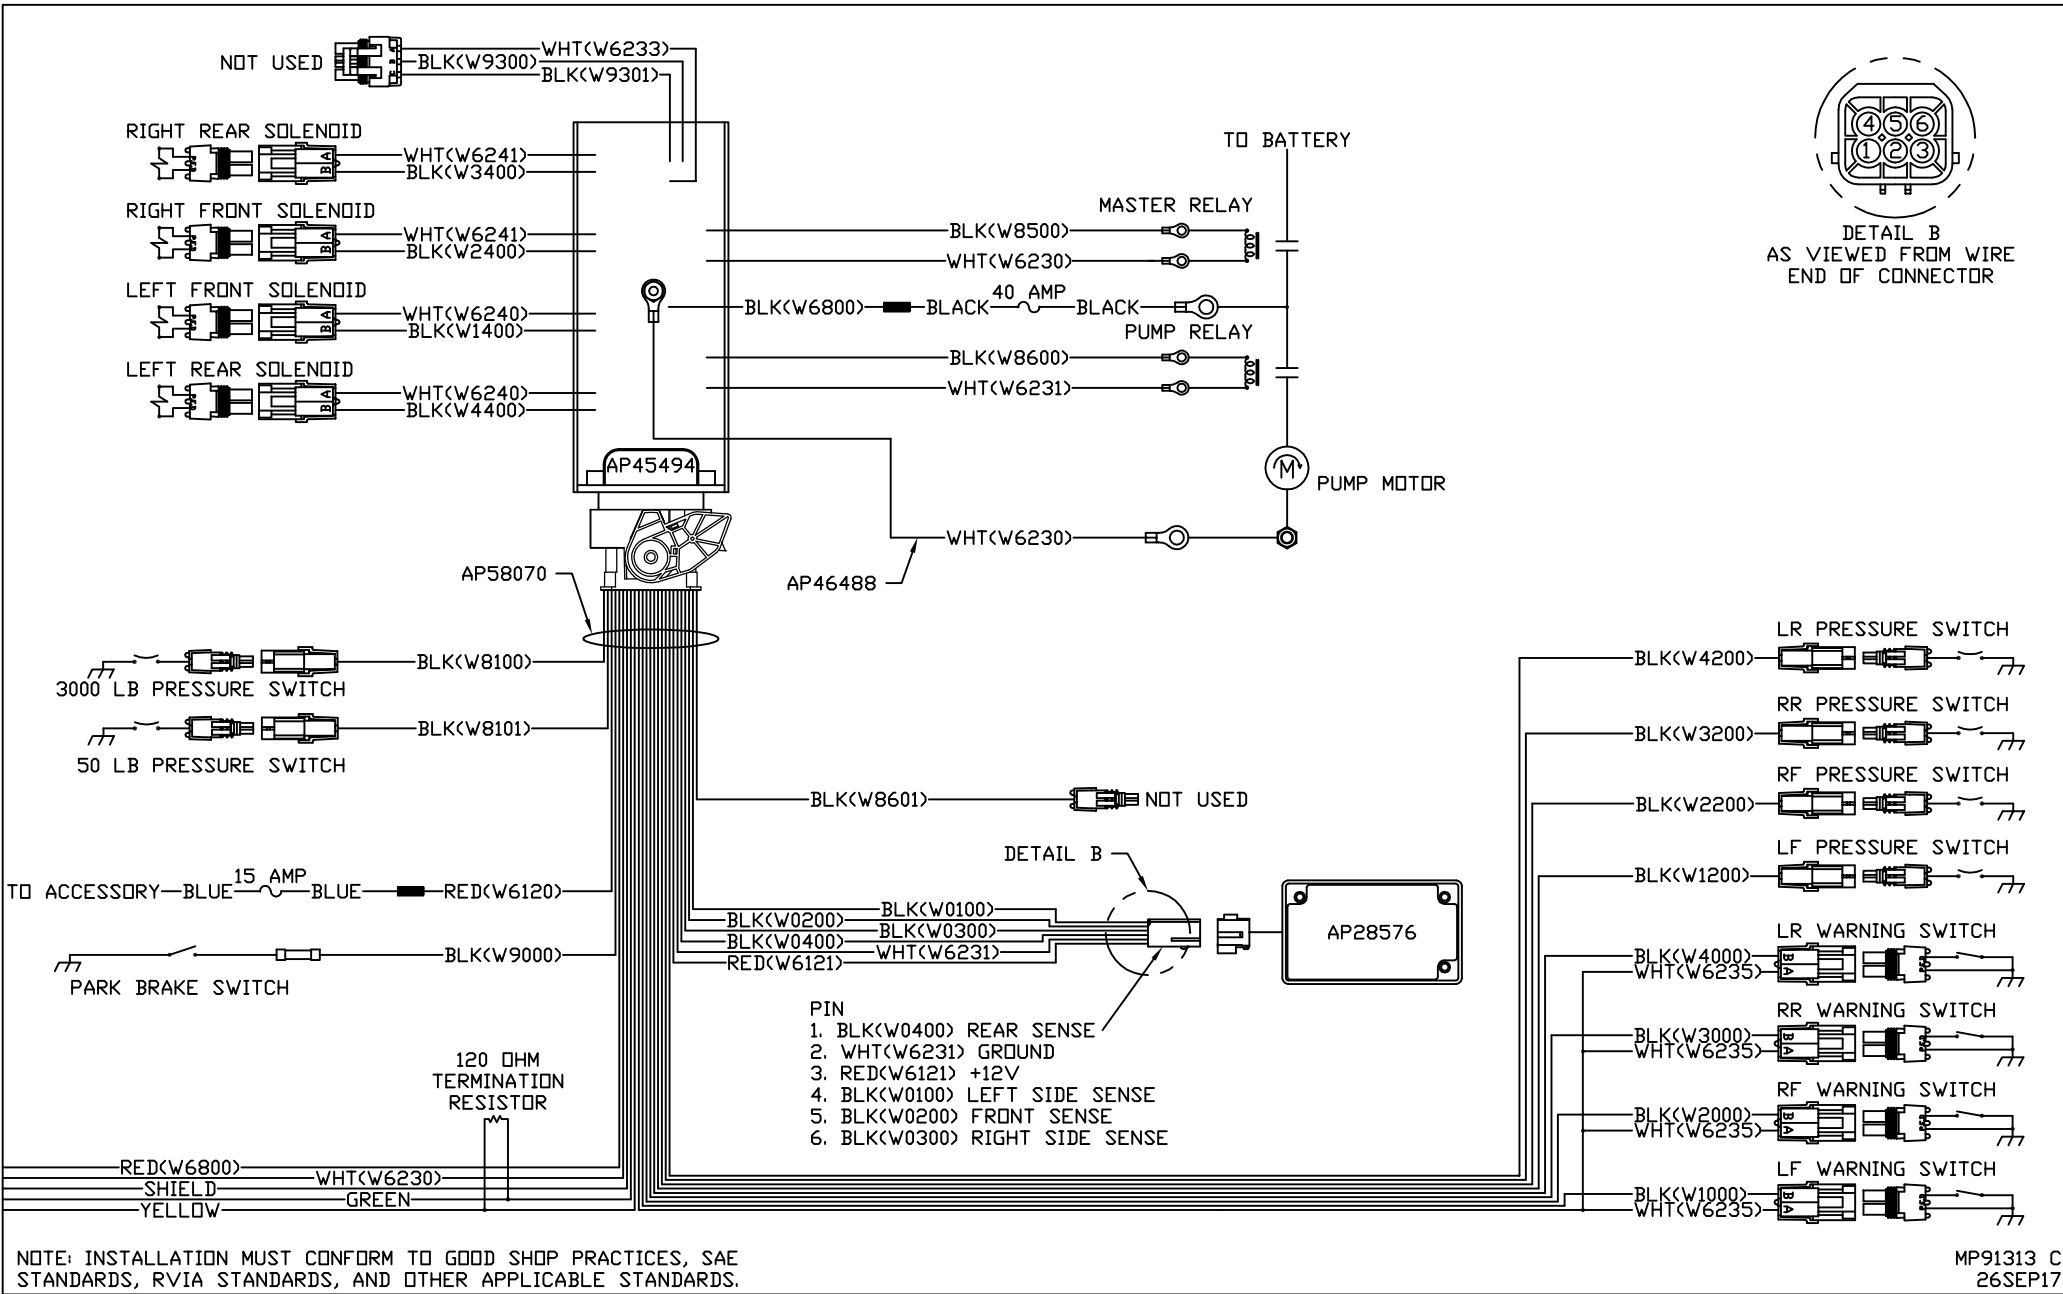 NOT USED
WHT(W6233)
BLK(W9300)
BLK(W9301)
RIGHT REAR SOLENOID
A
B
WHT(W6241)
BLK(W3400)
RIGHT FRONT SOLENOID
A
B
WHT(W6241)
BLK(W2400)
LEFT FRONT SOLENOID
A
B
WHT(W6240)
BLK(W1400)
LEFT REAR SOLENOID
A
B
WHT(W6240)
BLK(W4400)
AP45494
TO BATTERY
MASTER RELAY
BLK(W8500)
WHT(W6230)
BLK(W6800) BLACK 40 AMP BLACK
PUMP RELAY
BLK(W8600)
WHT(W6231)
M
PUMP MOTOR
WHT(W6230)
AP46488
AP58070
4 5 6
1 2 3
DETAIL B
AS VIEWED FROM WIRE
END OF CONNECTOR
BLK(W8100)
3000 LB PRESSURE SWITCH
BLK(W8101)
50 LB PRESSURE SWITCH
BLK(W8601) NOT USED
TO ACCESSORY BLUE 15 AMP BLUE RED(W6120)
BLK(W9000)
PARK BRAKE SWITCH
DETAIL B
BLK(W0100)
BLK(W0200)
BLK(W0300)
BLK(W0400)
WHT(W6231)
RED(W6121)
AP28576
PIN
1. BLK(W0400) REAR SENSE
2. WHT(W6231) GROUND
3. RED(W6121) +12V
4. BLK(W0100) LEFT SIDE SENSE
5. BLK(W0200) FRONT SENSE
6. BLK(W0300) RIGHT SIDE SENSE
120 OHM
TERMINATION
RESISTOR
RED(W6800)
WHT(W6230)
SHIELD
GREEN
YELLOW
LR PRESSURE SWITCH
BLK(W4200)
RR PRESSURE SWITCH
BLK(W3200)
RF PRESSURE SWITCH
BLK(W2200)
LF PRESSURE SWITCH
BLK(W1200)
LR WARNING SWITCH
BLK(W4000) B
WHT(W6235) A
RR WARNING SWITCH
BLK(W3000) B
WHT(W6235) A
RF WARNING SWITCH
BLK(W2000) B
WHT(W6235) A
LF WARNING SWITCH
BLK(W1000) B
WHT(W6235) A
NOTE: INSTALLATION MUST CONFORM TO GOOD SHOP PRACTICES, SAE
STANDARDS, RVIA STANDARDS, AND OTHER APPLICABLE STANDARDS.
MP91313 C
26SEP17